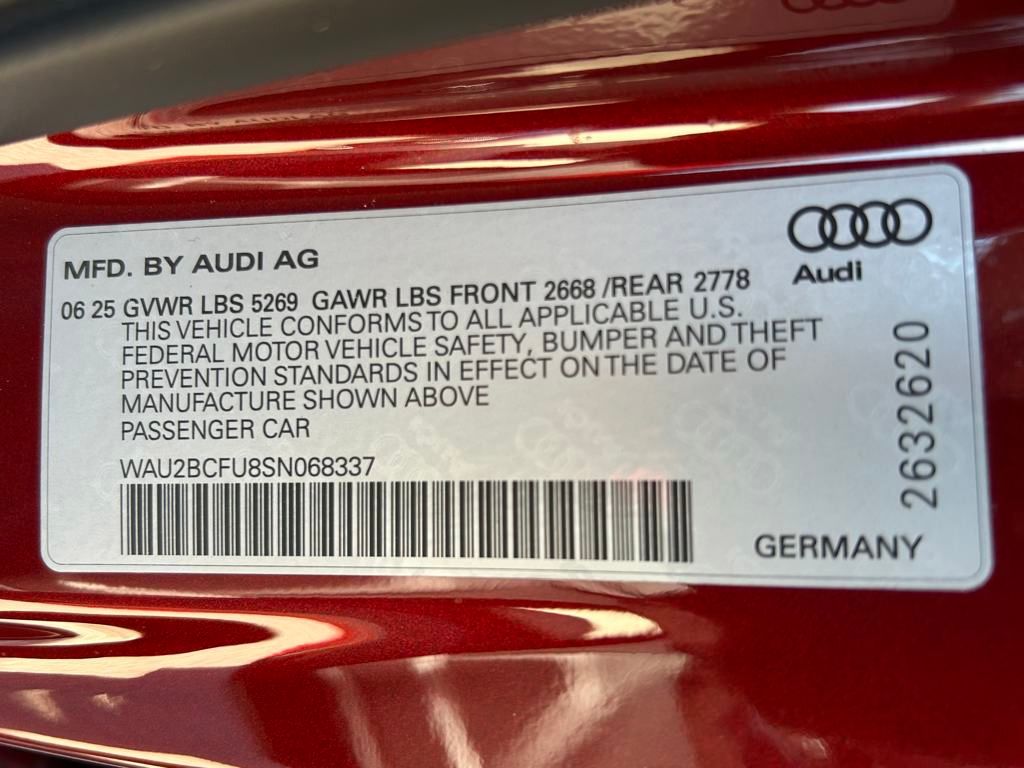 MFD. BY AUDI AG
Audi
06 25 GVWR LBS 5269 GAWR LBS FRONT 2668 /REAR 2778
THIS VEHICLE CONFORMS TO ALL APPLICABLE U.S.
FEDERAL MOTOR VEHICLE SAFETY, BUMPER AND THEFT
PREVENTION STANDARDS IN EFFECT ON THE DATE OF
MANUFACTURE SHOWN ABOVE
PASSENGER CAR
WAU2BCFU8SN068337
GERMANY
2632620